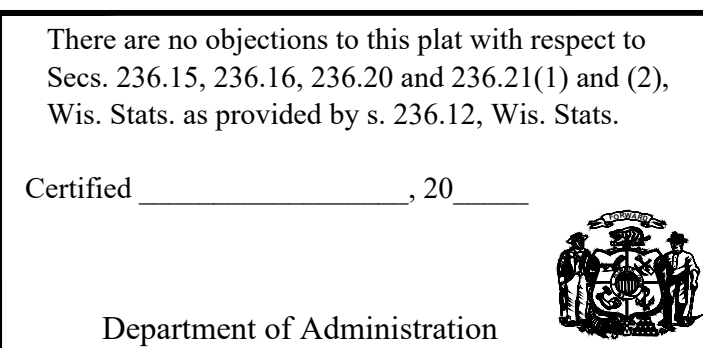 There are no objections to this plat with respect to
Secs. 236.15, 236.16, 236.20 and 236.21(1) and (2),
Wis. Stats. as provided by s. 236.12, Wis. Stats.
Certified __________________, 20_____
FORWARD
Department of Administration